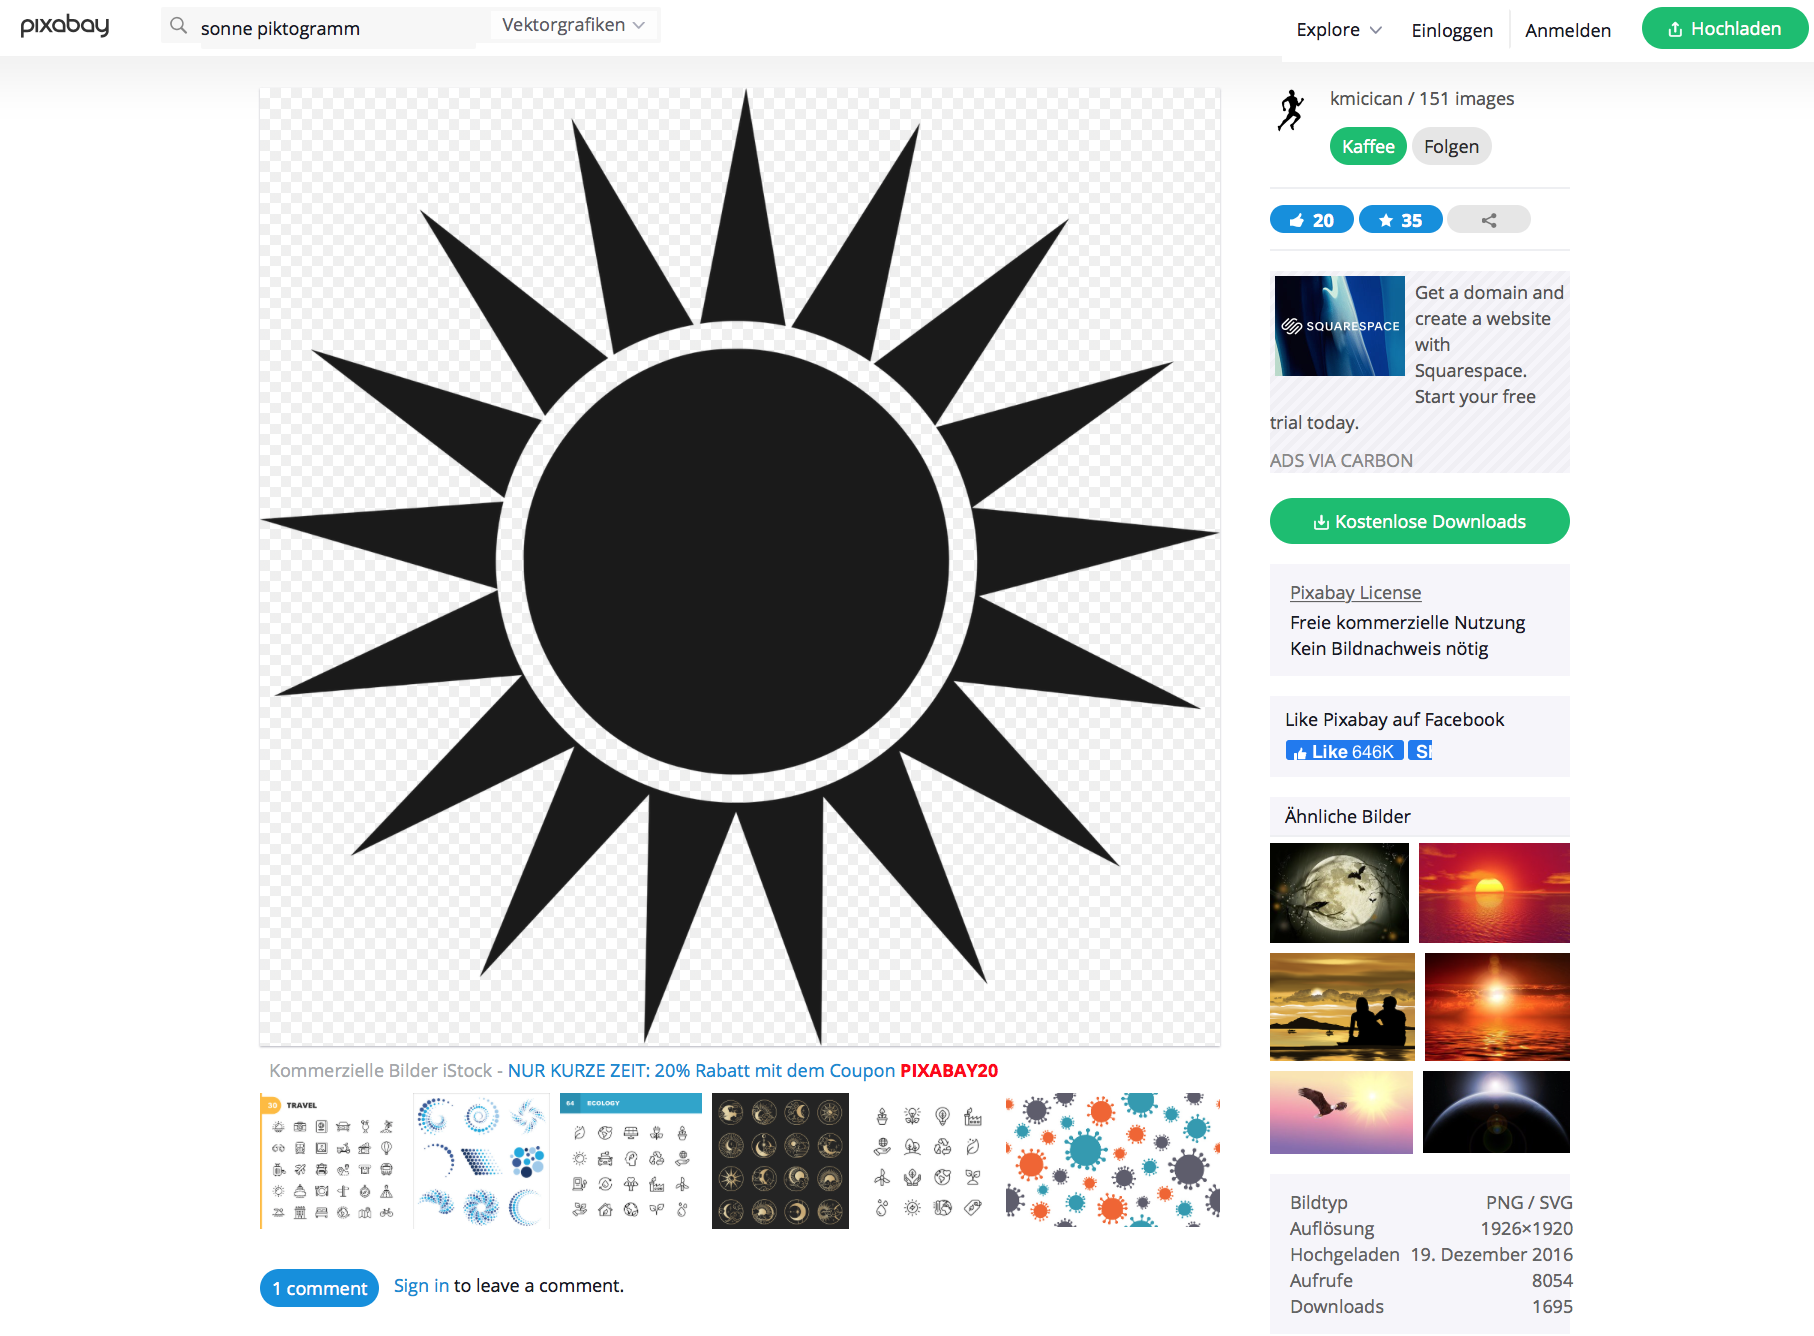 pixabay
sonne piktogramm
Vektorgrafiken
Explore
Einloggen
Anmelden
Hochladen
kmicican / 151 images
Kaffee
Folgen
20
35
SQUARESPACE
Get a domain and
create a website
with
Squarespace.
Start your free
trial today.
ADS VIA CARBON
Kostenlose Downloads
Pixabay License
Freie kommerzielle Nutzung
Kein Bildnachweis nötig
Like Pixabay auf Facebook
Like 646K
Ähnliche Bilder
Kommerzielle Bilder iStock - NUR KURZE ZEIT: 20% Rabatt mit dem Coupon PIXABAY20
30 TRAVEL
64 ECOLOGY
1 comment
Sign in to leave a comment.
Bildtyp PNG / SVG
Auflösung 1926×1920
Hochgeladen 19. Dezember 2016
Aufrufe 8054
Downloads 1695